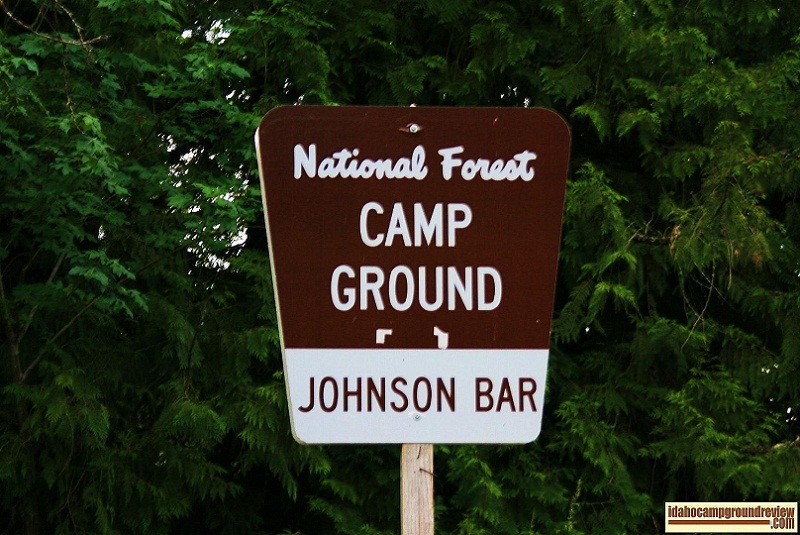 National Forest
CAMP
GROUND
JOHNSON BAR
idahocampgroundreview
.com